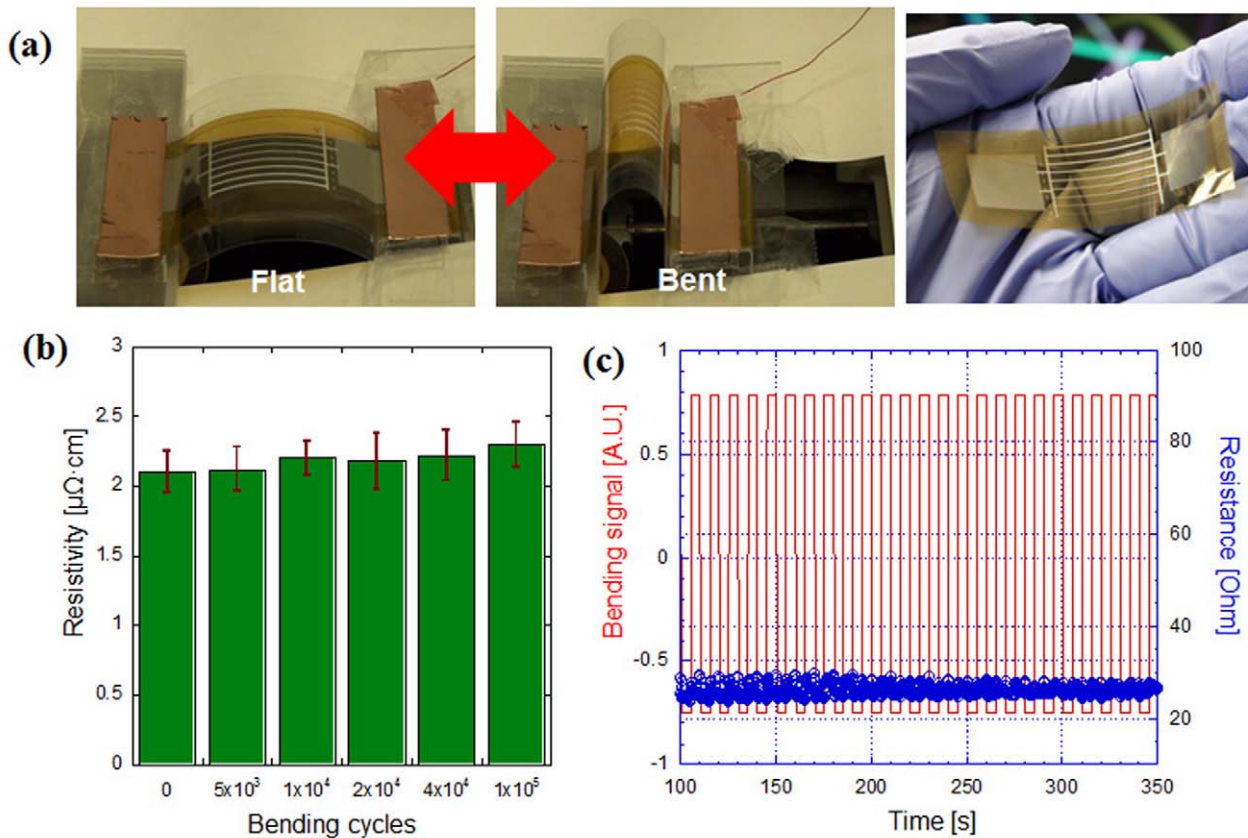 (a)
Flat
Bent
(b)
3
2.5
2
1.5
1
0.5
0
Resistivity [μΩ·cm]
0 5x10³ 1x10⁴ 2x10⁴ 4x10⁴ 1x10⁵
Bending cycles
(c)
1
0.5
0
-0.5
-1
Bending signal [A.U.]
100
80
60
40
20
Resistance [Ohm]
100 150 200 250 300 350
Time [s]